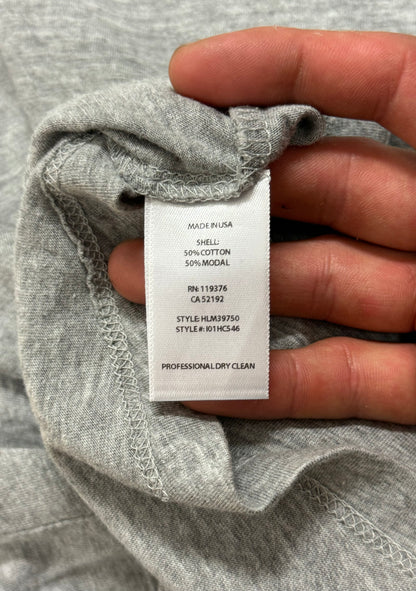 MADE IN USA
SHELL:
50% COTTON
50% MODAL
RN: 119376
CA 52192
STYLE: HLM39750
STYLE #: I01HC546
PROFESSIONAL DRY CLEAN